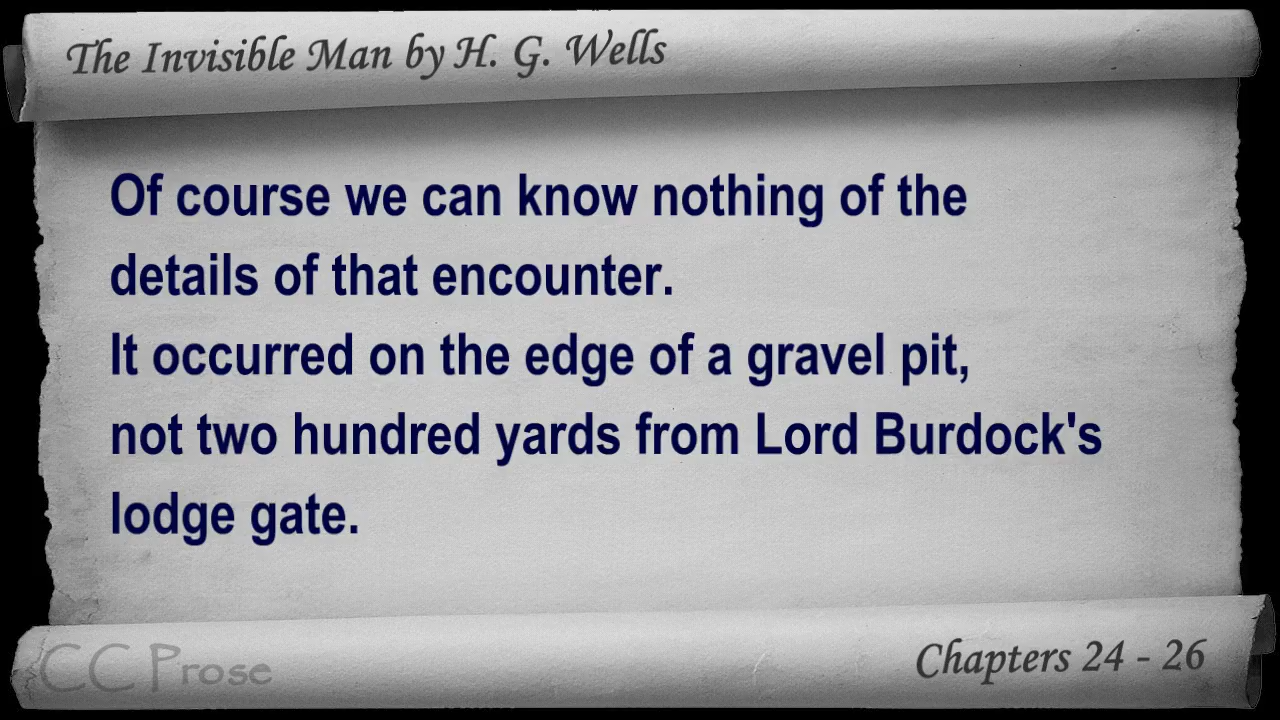 The Invisible Man by H. G. Wells
Of course we can know nothing of the
details of that encounter.
It occurred on the edge of a gravel pit,
not two hundred yards from Lord Burdock's
lodge gate.
CC Prose
Chapters 24 - 26